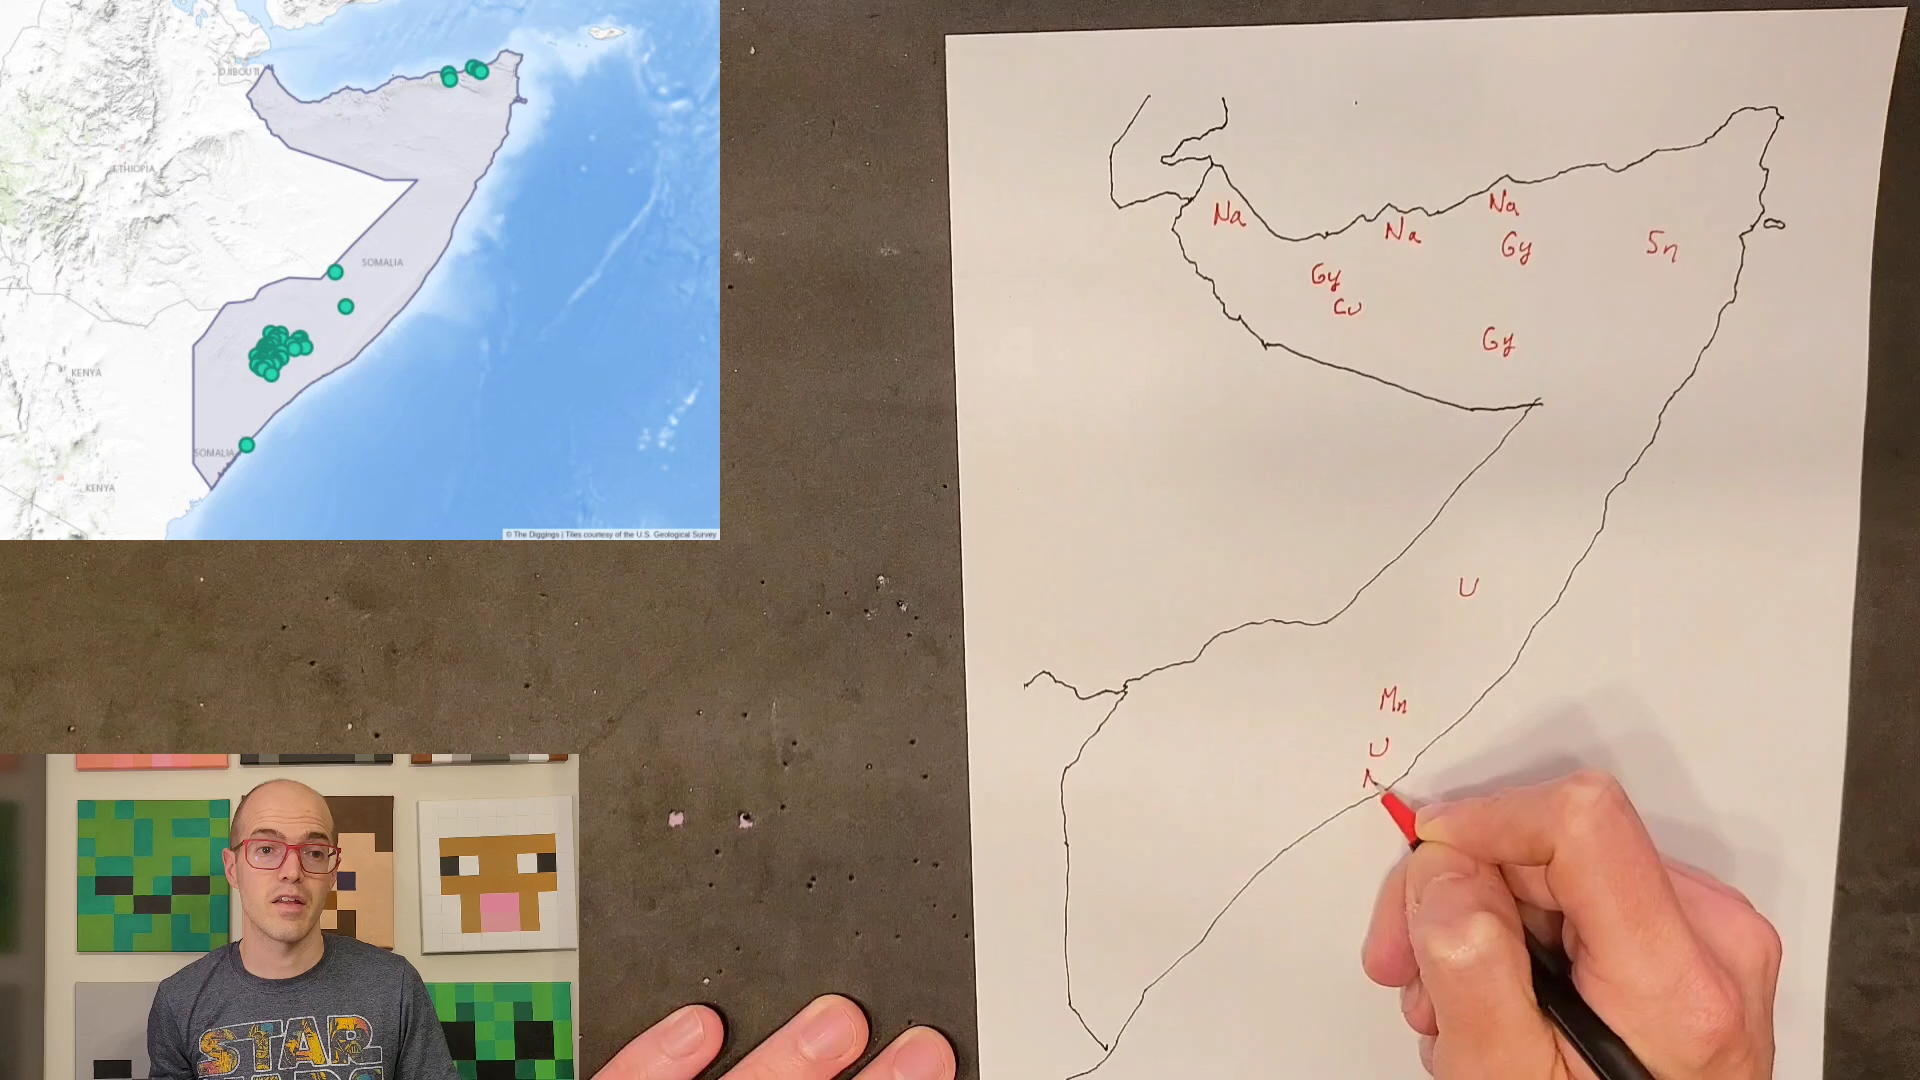 DJIBOUTI
ETHIOPIA
SOMALIA
KENYA
SOMALIA
KENYA
© The Diggings | Tiles courtesy of the U.S. Geological Survey
Na
Na
Na
Gy
Sn
Gy
Cu
Gy
U
Mn
U
STAR